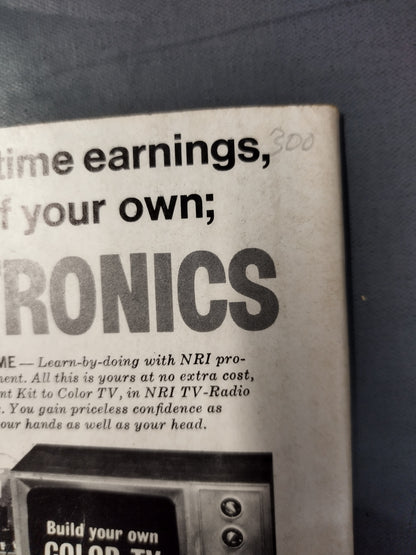 time earnings, 300
f your own;
RONICS
ME — Learn-by-doing with NRI pro-
ment. All this is yours at no extra cost,
nt Kit to Color TV, in NRI TV-Radio
. You gain priceless confidence as
our hands as well as your head.
Build your own
COLOR TV